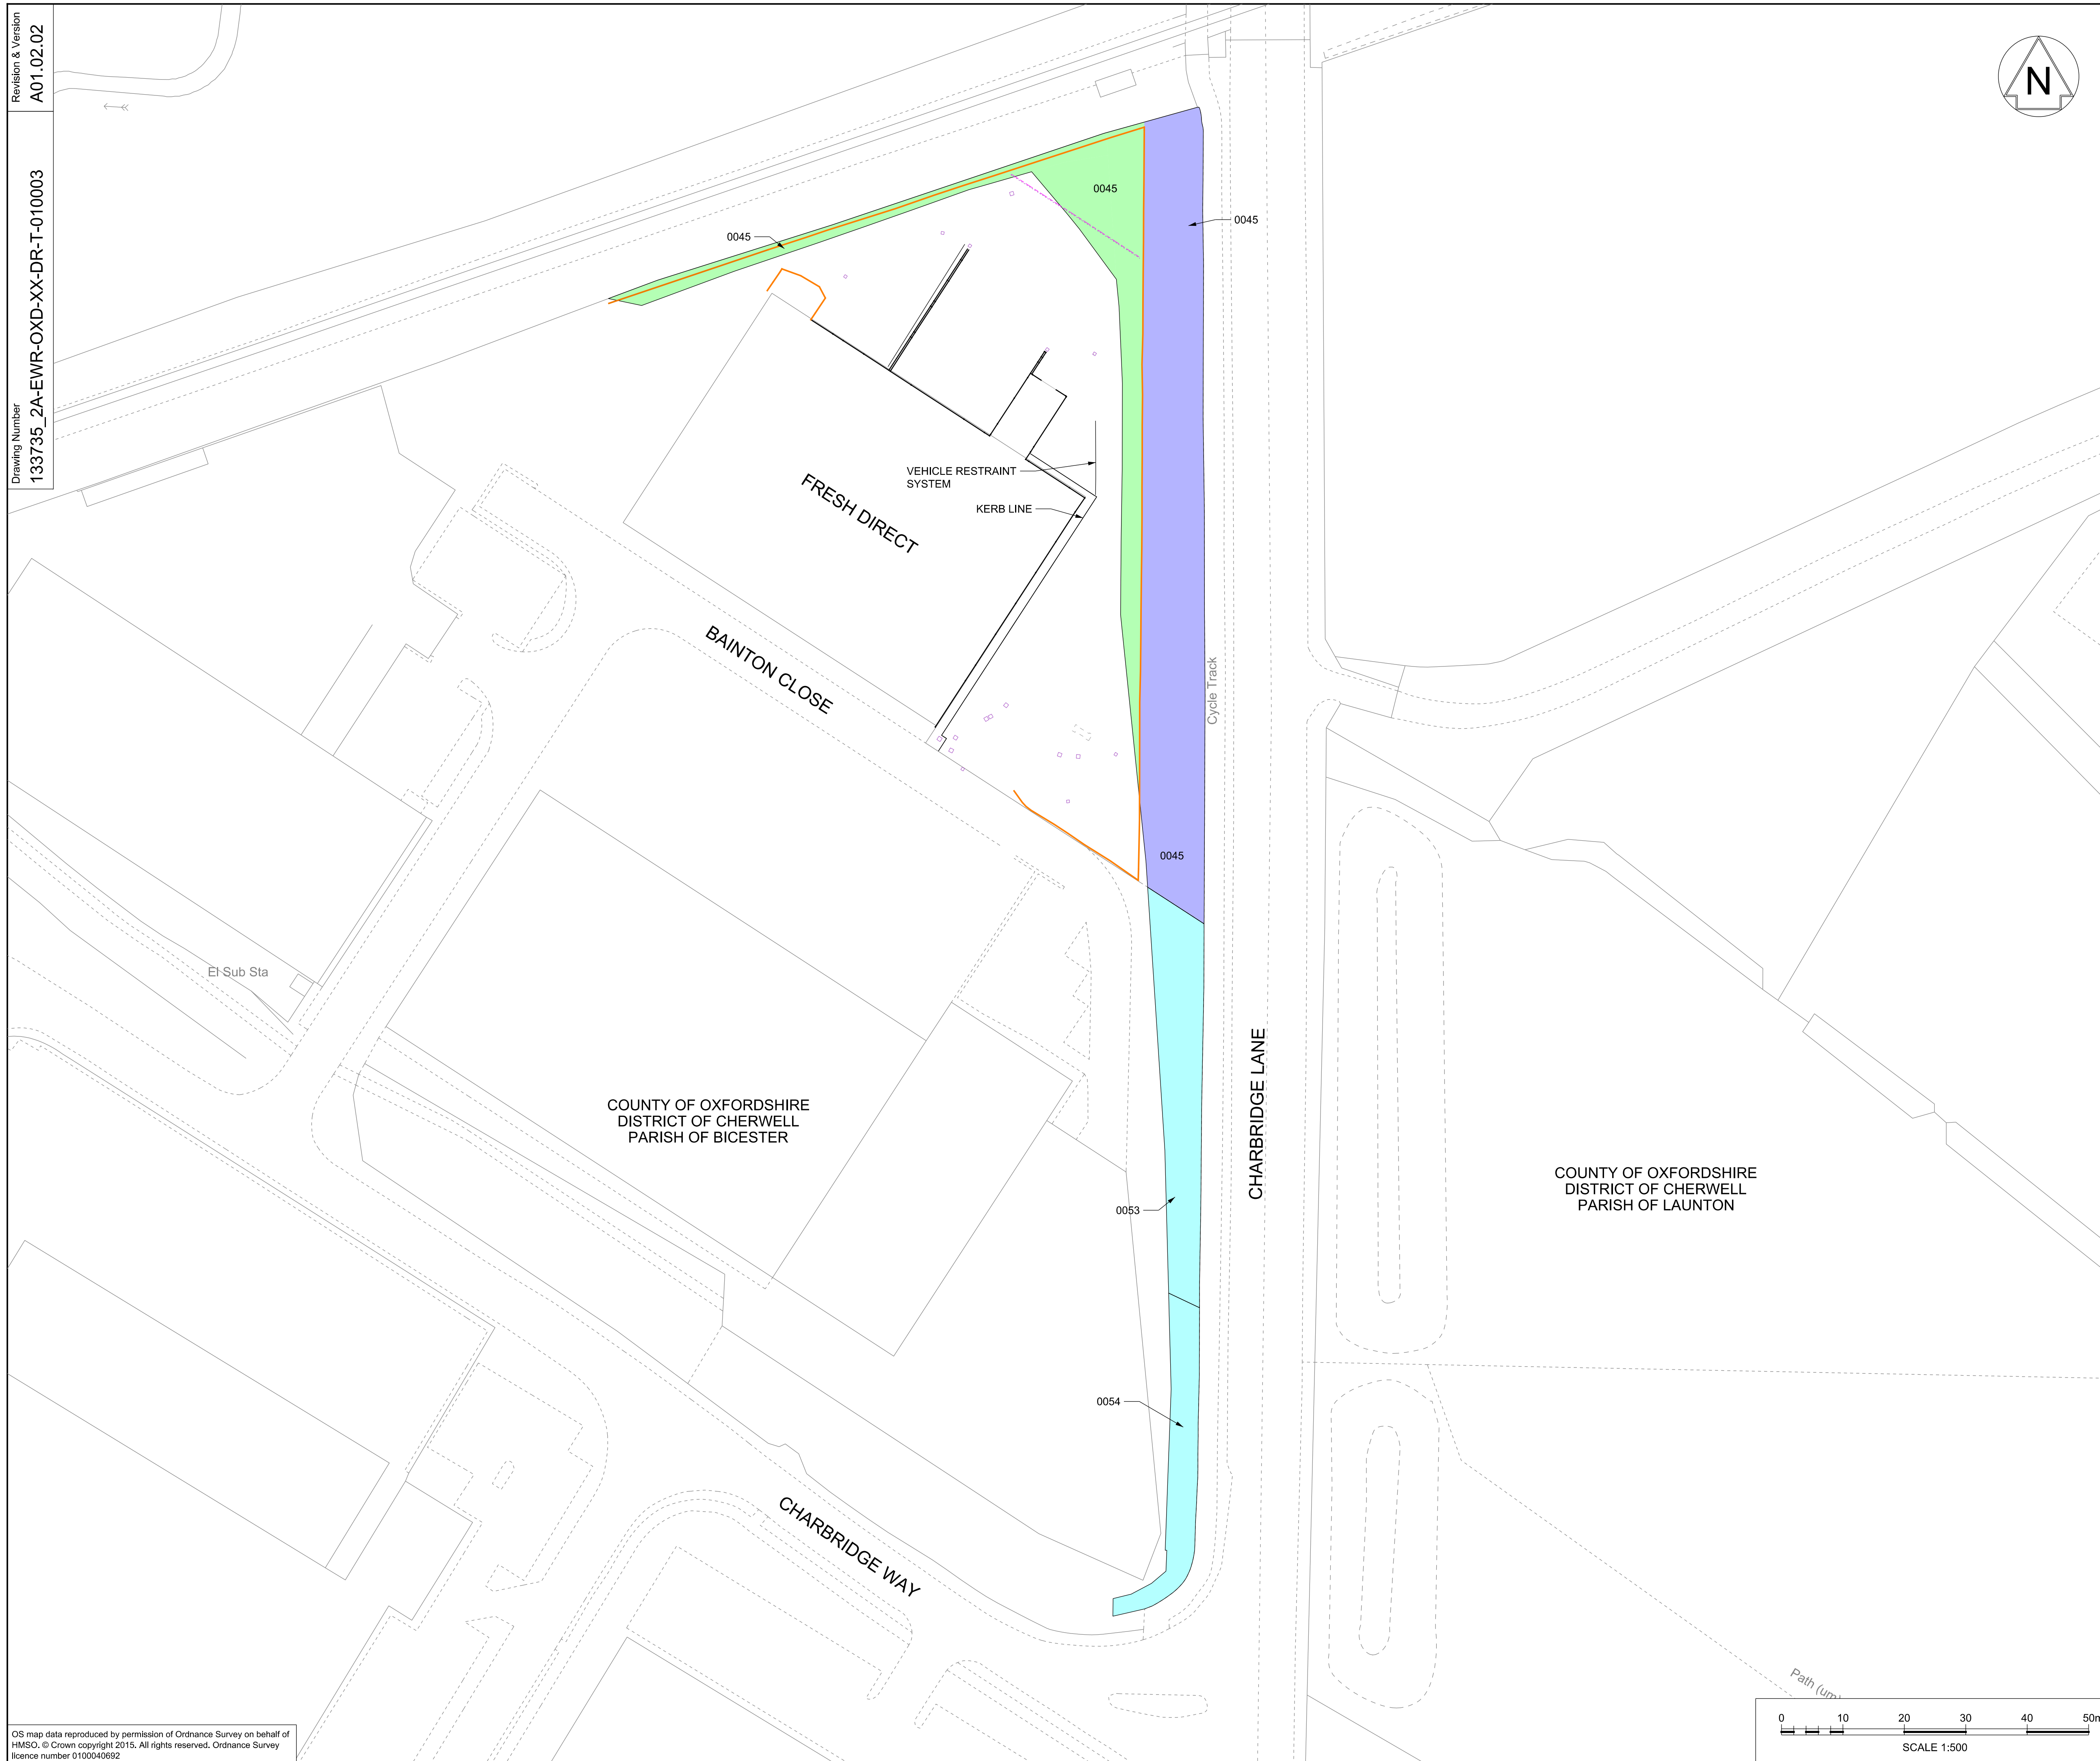 Revision & Version
A01.02.02
Drawing Number
133735_2A-EWR-OXD-XX-DR-T-010003
N
0045
0045
0045
VEHICLE RESTRAINT
SYSTEM
KERB LINE
FRESH DIRECT
BAINTON CLOSE
Cycle Track
0045
El Sub Sta
CHARBRIDGE LANE
COUNTY OF OXFORDSHIRE
DISTRICT OF CHERWELL
PARISH OF BICESTER
COUNTY OF OXFORDSHIRE
DISTRICT OF CHERWELL
PARISH OF LAUNTON
0053
0054
CHARBRIDGE WAY
Path (um)
0 10 20 30 40 50m
SCALE 1:500
OS map data reproduced by permission of Ordnance Survey on behalf of
HMSO. © Crown copyright 2015. All rights reserved. Ordnance Survey
licence number 0100040692